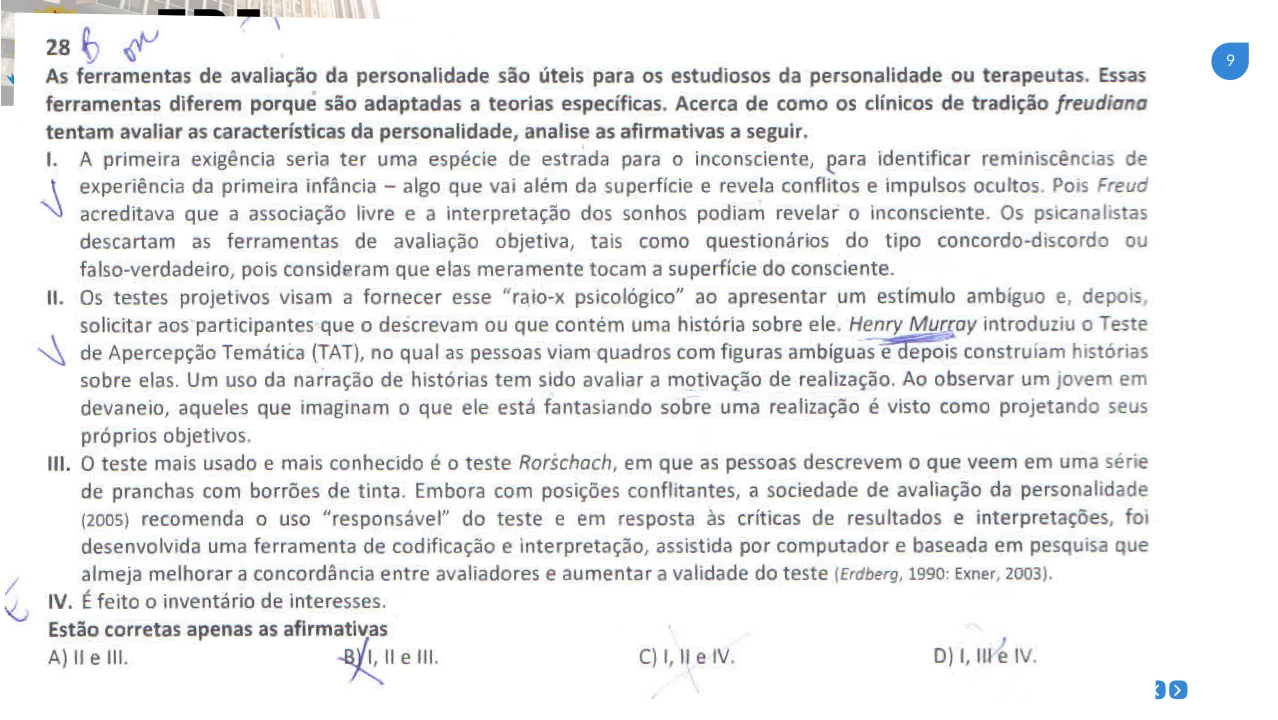 28 B on
9
As ferramentas de avaliação da personalidade são úteis para os estudiosos da personalidade ou terapeutas. Essas
ferramentas diferem porque são adaptadas a teorias específicas. Acerca de como os clínicos de tradição freudiana
tentam avaliar as características da personalidade, analise as afirmativas a seguir.
I. A primeira exigência seria ter uma espécie de estrada para o inconsciente, para identificar reminiscências de
experiência da primeira infância – algo que vai além da superfície e revela conflitos e impulsos ocultos. Pois Freud
acreditava que a associação livre e a interpretação dos sonhos podiam revelar o inconsciente. Os psicanalistas
descartam as ferramentas de avaliação objetiva, tais como questionários do tipo concordo-discordo ou
falso-verdadeiro, pois consideram que elas meramente tocam a superfície do consciente.
II. Os testes projetivos visam a fornecer esse “raio-x psicológico” ao apresentar um estímulo ambíguo e, depois,
solicitar aos participantes que o descrevam ou que contém uma história sobre ele. Henry Murray introduziu o Teste
de Apercepção Temática (TAT), no qual as pessoas viam quadros com figuras ambíguas e depois construíam histórias
sobre elas. Um uso da narração de histórias tem sido avaliar a motivação de realização. Ao observar um jovem em
devaneio, aqueles que imaginam o que ele está fantasiando sobre uma realização é visto como projetando seus
próprios objetivos.
III. O teste mais usado e mais conhecido é o teste Rorschach, em que as pessoas descrevem o que veem em uma série
de pranchas com borrões de tinta. Embora com posições conflitantes, a sociedade de avaliação da personalidade
(2005) recomenda o uso “responsável” do teste e em resposta às críticas de resultados e interpretações, foi
desenvolvida uma ferramenta de codificação e interpretação, assistida por computador e baseada em pesquisa que
almeja melhorar a concordância entre avaliadores e aumentar a validade do teste (Erdberg, 1990: Exner, 2003).
IV. É feito o inventário de interesses.
Estão corretas apenas as afirmativas
A) II e III. B) I, II e III. C) I, II e IV. D) I, III e IV.